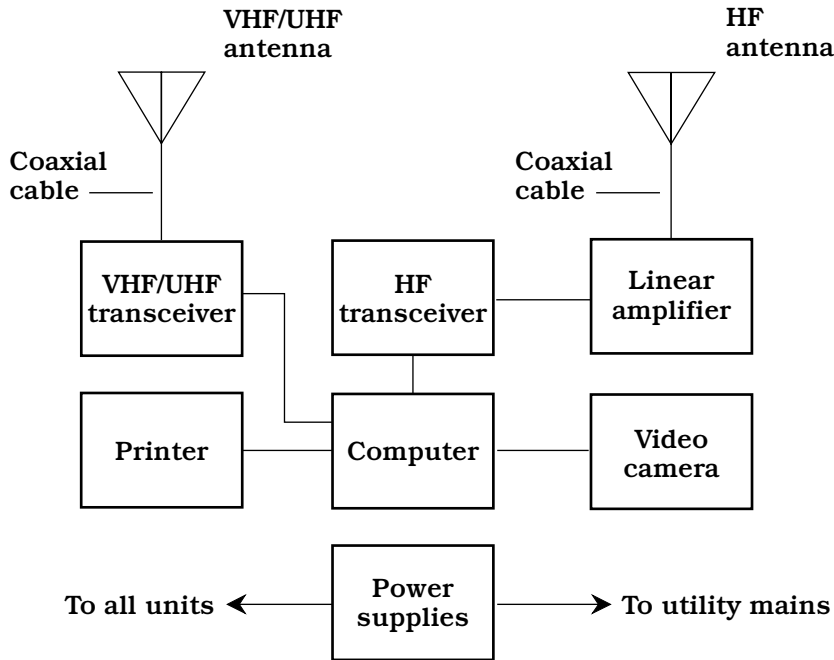 VHF/UHF
antenna
HF
antenna
Coaxial
cable
Coaxial
cable
VHF/UHF
transceiver
HF
transceiver
Linear
amplifier
Printer
Computer
Video
camera
To all units
Power
supplies
To utility mains